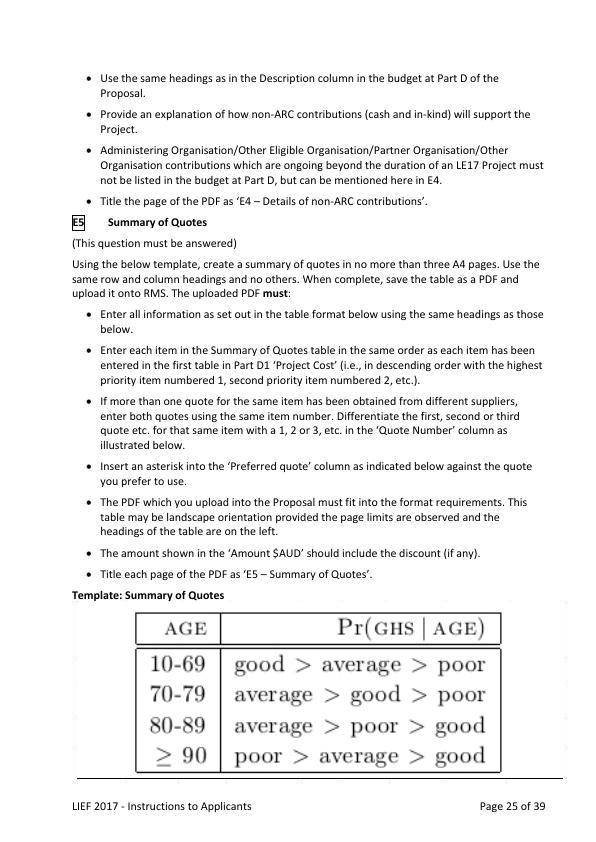 • Use the same headings as in the Description column in the budget at Part D of the
Proposal.
• Provide an explanation of how non-ARC contributions (cash and in-kind) will support the
Project.
• Administering Organisation/Other Eligible Organisation/Partner Organisation/Other
Organisation contributions which are ongoing beyond the duration of an LE17 Project must
not be listed in the budget at Part D, but can be mentioned here in E4.
• Title the page of the PDF as ‘E4 – Details of non-ARC contributions’.
E5 Summary of Quotes
(This question must be answered)
Using the below template, create a summary of quotes in no more than three A4 pages. Use the
same row and column headings and no others. When complete, save the table as a PDF and
upload it onto RMS. The uploaded PDF must:
• Enter all information as set out in the table format below using the same headings as those
below.
• Enter each item in the Summary of Quotes table in the same order as each item has been
entered in the first table in Part D1 ‘Project Cost’ (i.e., in descending order with the highest
priority item numbered 1, second priority item numbered 2, etc.).
• If more than one quote for the same item has been obtained from different suppliers,
enter both quotes using the same item number. Differentiate the first, second or third
quote etc. for that same item with a 1, 2 or 3, etc. in the ‘Quote Number’ column as
illustrated below.
• Insert an asterisk into the ‘Preferred quote’ column as indicated below against the quote
you prefer to use.
• The PDF which you upload into the Proposal must fit into the format requirements. This
table may be landscape orientation provided the page limits are observed and the
headings of the table are on the left.
• The amount shown in the ‘Amount $AUD’ should include the discount (if any).
• Title each page of the PDF as ‘E5 – Summary of Quotes’.
Template: Summary of Quotes
AGE Pr(GHS | AGE)
10-69 good > average > poor
70-79 average > good > poor
80-89 average > poor > good
≥ 90 poor > average > good
LIEF 2017 - Instructions to Applicants Page 25 of 39